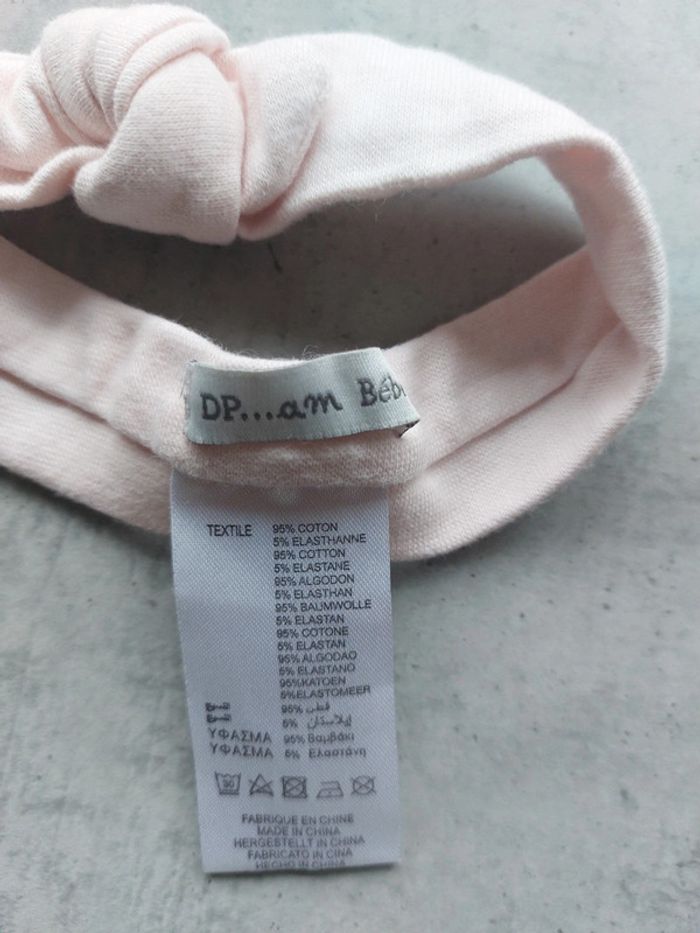 DP...am Béb
TEXTILE 95% COTON
5% ELASTHANNE
95% COTTON
5% ELASTANE
95% ALGODON
5% ELASTHAN
95% BAUMWOLLE
5% ELASTAN
95% COTONE
5% ELASTAN
95% ALGODAO
5% ELASTANO
95%KATOEN
5%ELASTOMEER
95% قطن
5% إيلاستان
ΥΦΑΣΜΑ 95% Βαμβάκι
ΥΦΑΣΜΑ 5% Ελαστάνη
30
FABRIQUE EN CHINE
MADE IN CHINA
HERGESTELLT IN CHINA
FABRICATO IN CINA
HECHO IN CHINA